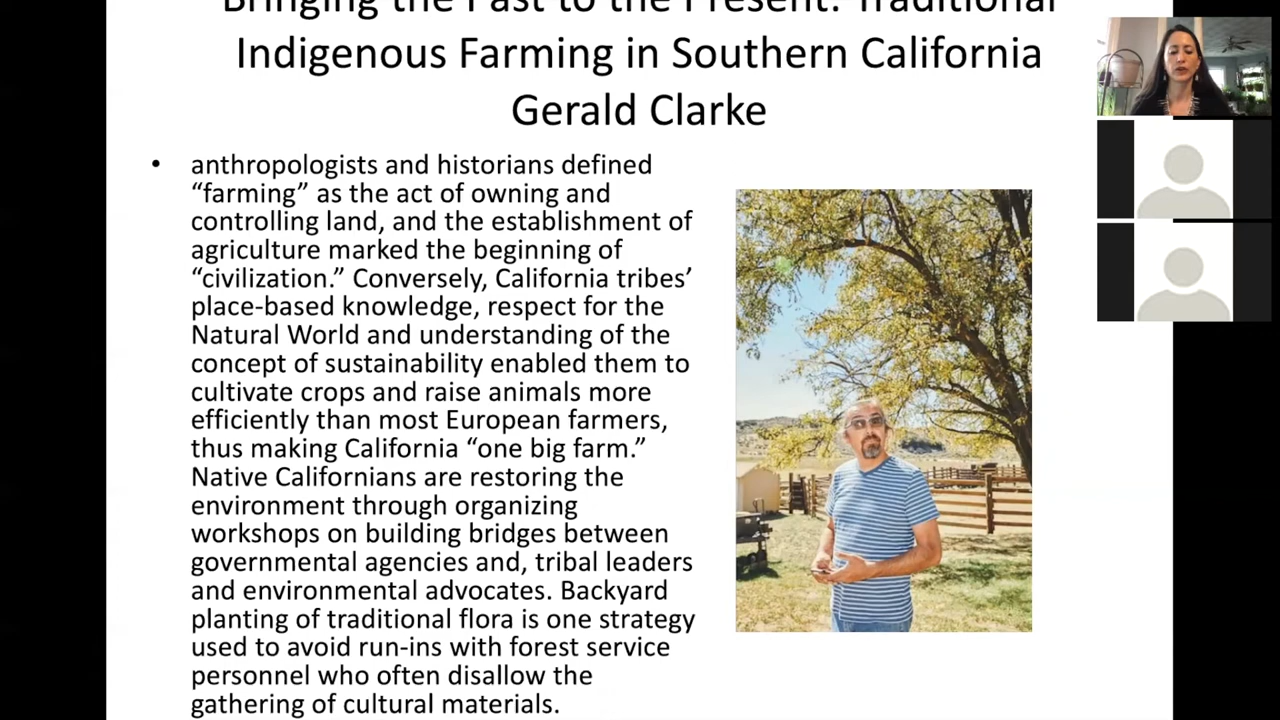 Bringing the Past to the Present: Traditional
Indigenous Farming in Southern California
Gerald Clarke
• anthropologists and historians defined
“farming” as the act of owning and
controlling land, and the establishment of
agriculture marked the beginning of
“civilization.” Conversely, California tribes’
place-based knowledge, respect for the
Natural World and understanding of the
concept of sustainability enabled them to
cultivate crops and raise animals more
efficiently than most European farmers,
thus making California “one big farm.”
Native Californians are restoring the
environment through organizing
workshops on building bridges between
governmental agencies and, tribal leaders
and environmental advocates. Backyard
planting of traditional flora is one strategy
used to avoid run-ins with forest service
personnel who often disallow the
gathering of cultural materials.